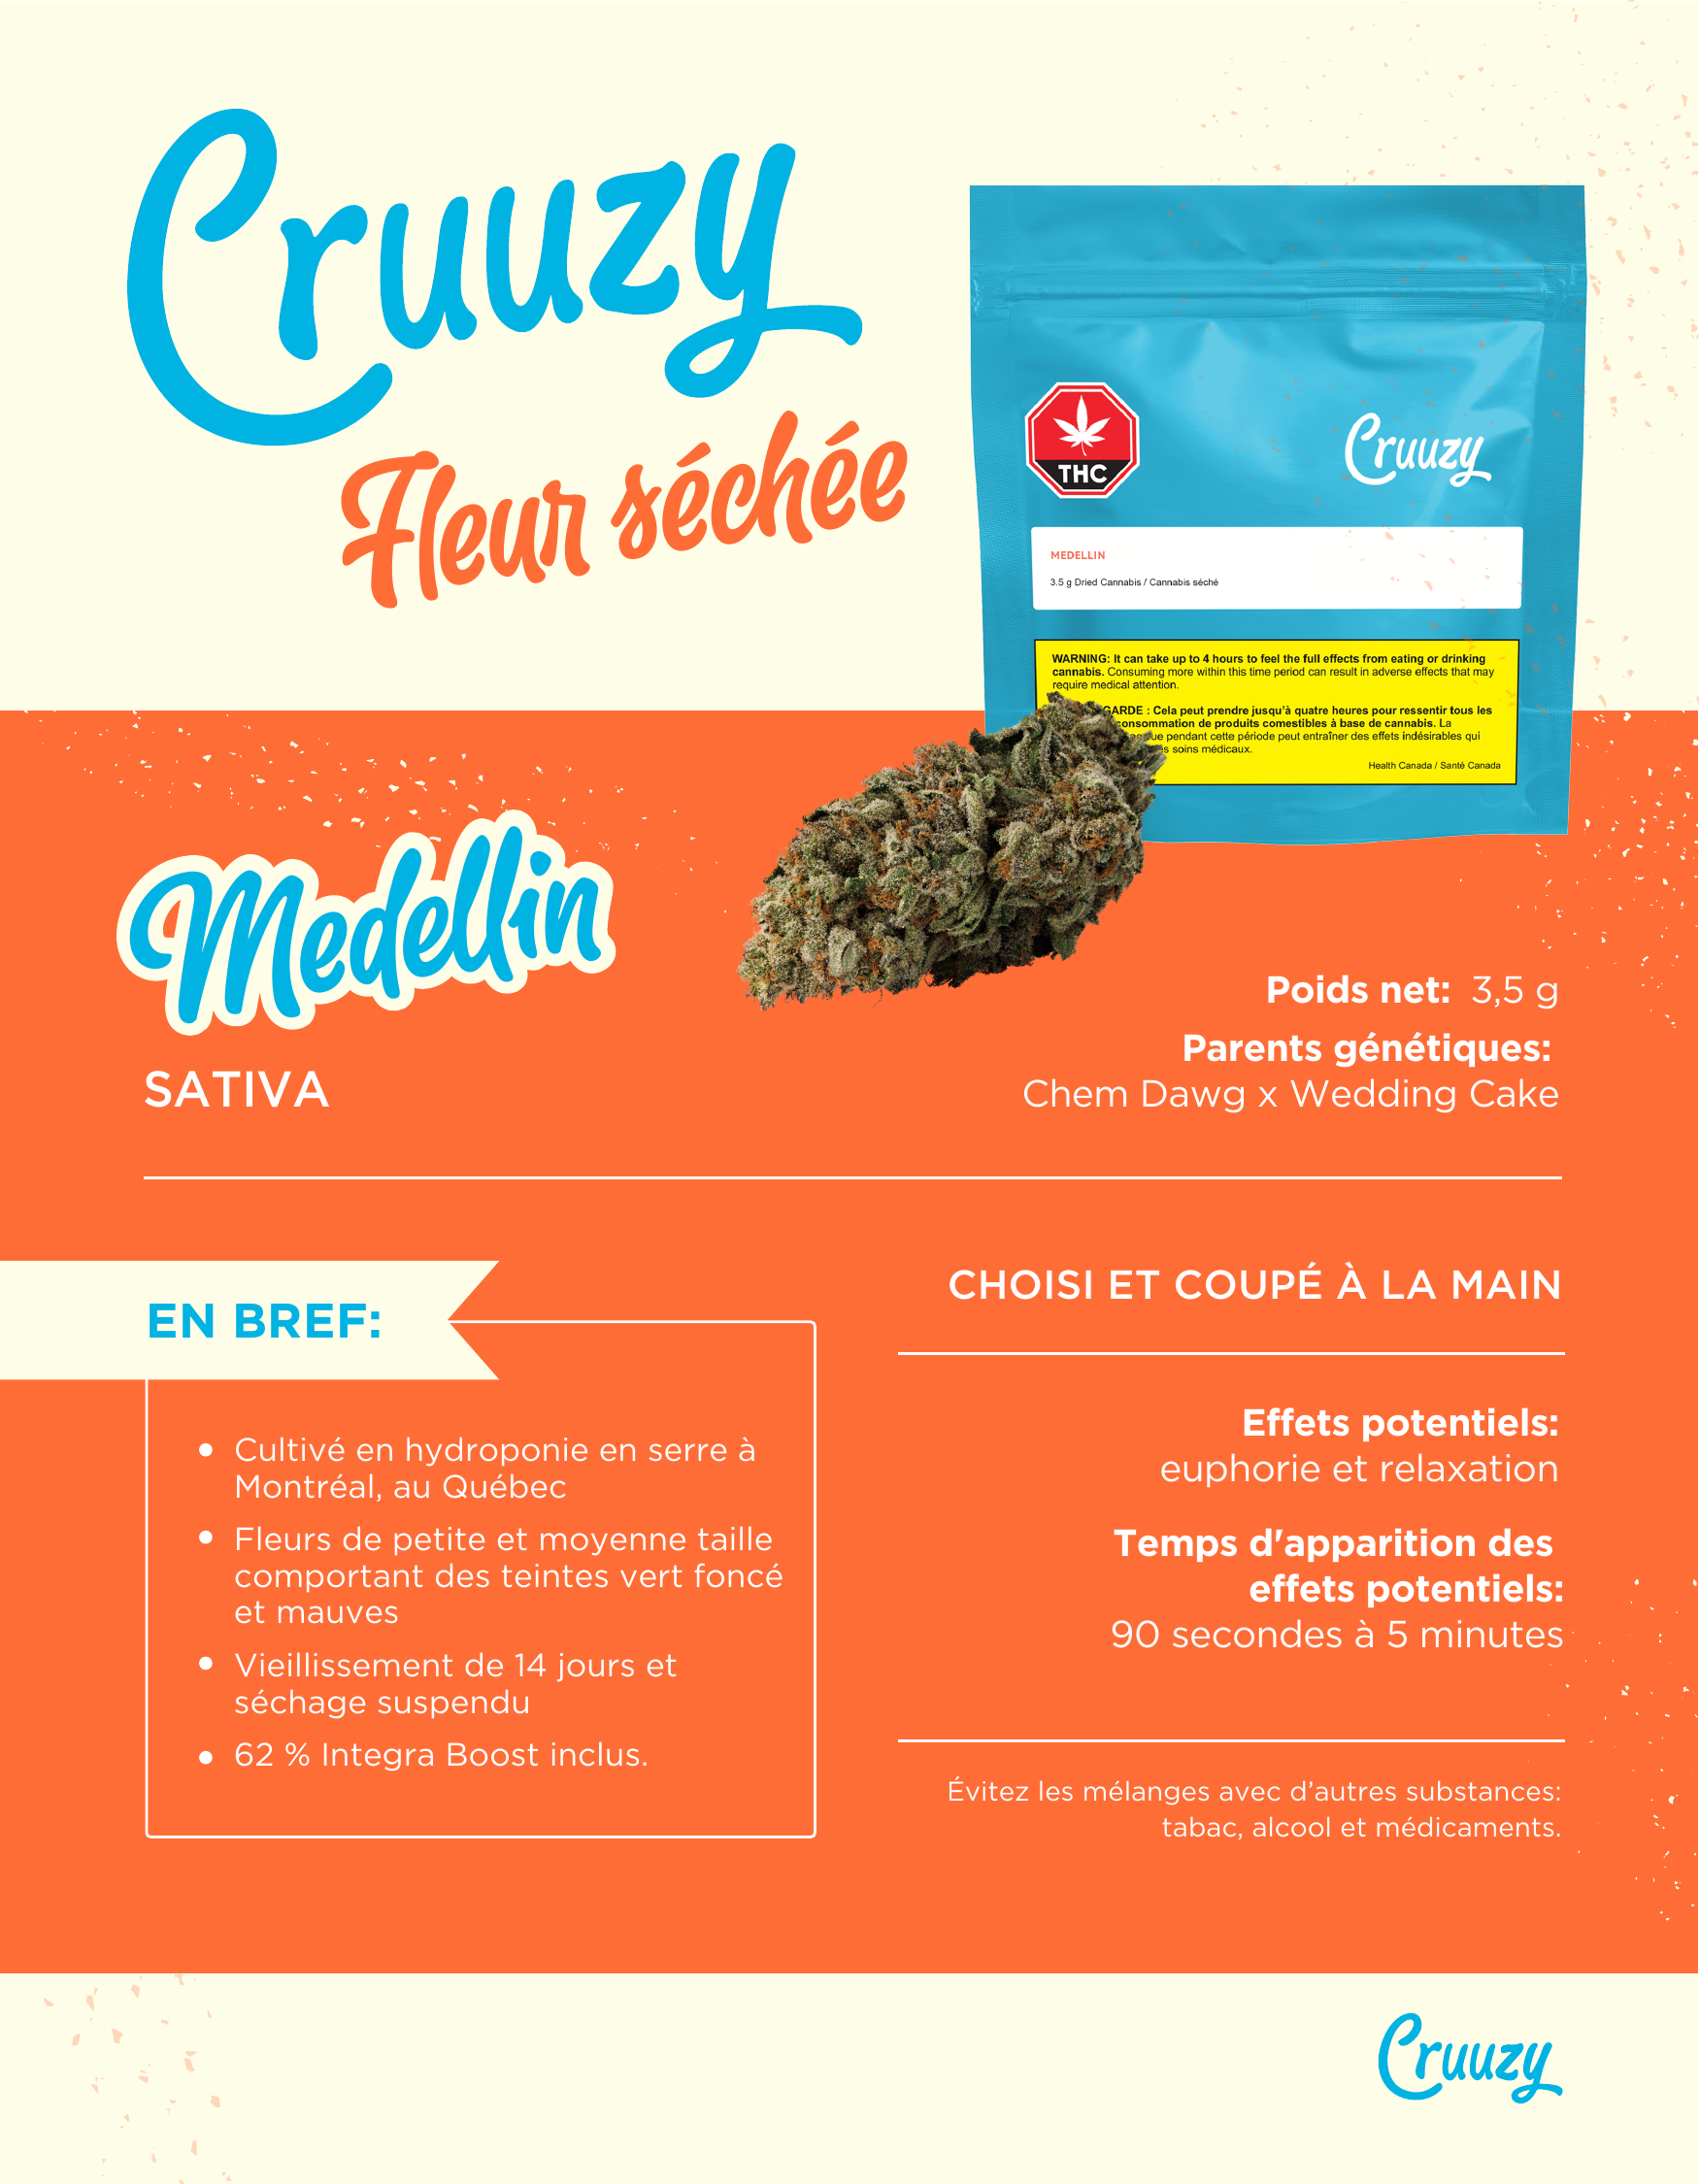 Cruuzy
Fleur séchée
THC
Cruuzy
MEDELLIN
3.5 g Dried Cannabis / Cannabis séché
WARNING: It can take up to 4 hours to feel the full effects from eating or drinking
cannabis. Consuming more within this time period can result in adverse effects that may
require medical attention.
GARDE : Cela peut prendre jusqu'à quatre heures pour ressentir tous les
consommation de produits comestibles à base de cannabis. La
pendant cette période peut entraîner des effets indésirables qui
soins médicaux.
Health Canada / Santé Canada
Medellin
SATIVA
Poids net: 3,5 g
Parents génétiques:
Chem Dawg x Wedding Cake
EN BREF:
• Cultivé en hydroponie en serre à
Montréal, au Québec
• Fleurs de petite et moyenne taille
comportant des teintes vert foncé
et mauves
• Vieillissement de 14 jours et
séchage suspendu
• 62 % Integra Boost inclus.
CHOISI ET COUPÉ À LA MAIN
Effets potentiels:
euphorie et relaxation
Temps d'apparition des
effets potentiels:
90 secondes à 5 minutes
Évitez les mélanges avec d’autres substances:
tabac, alcool et médicaments.
Cruuzy